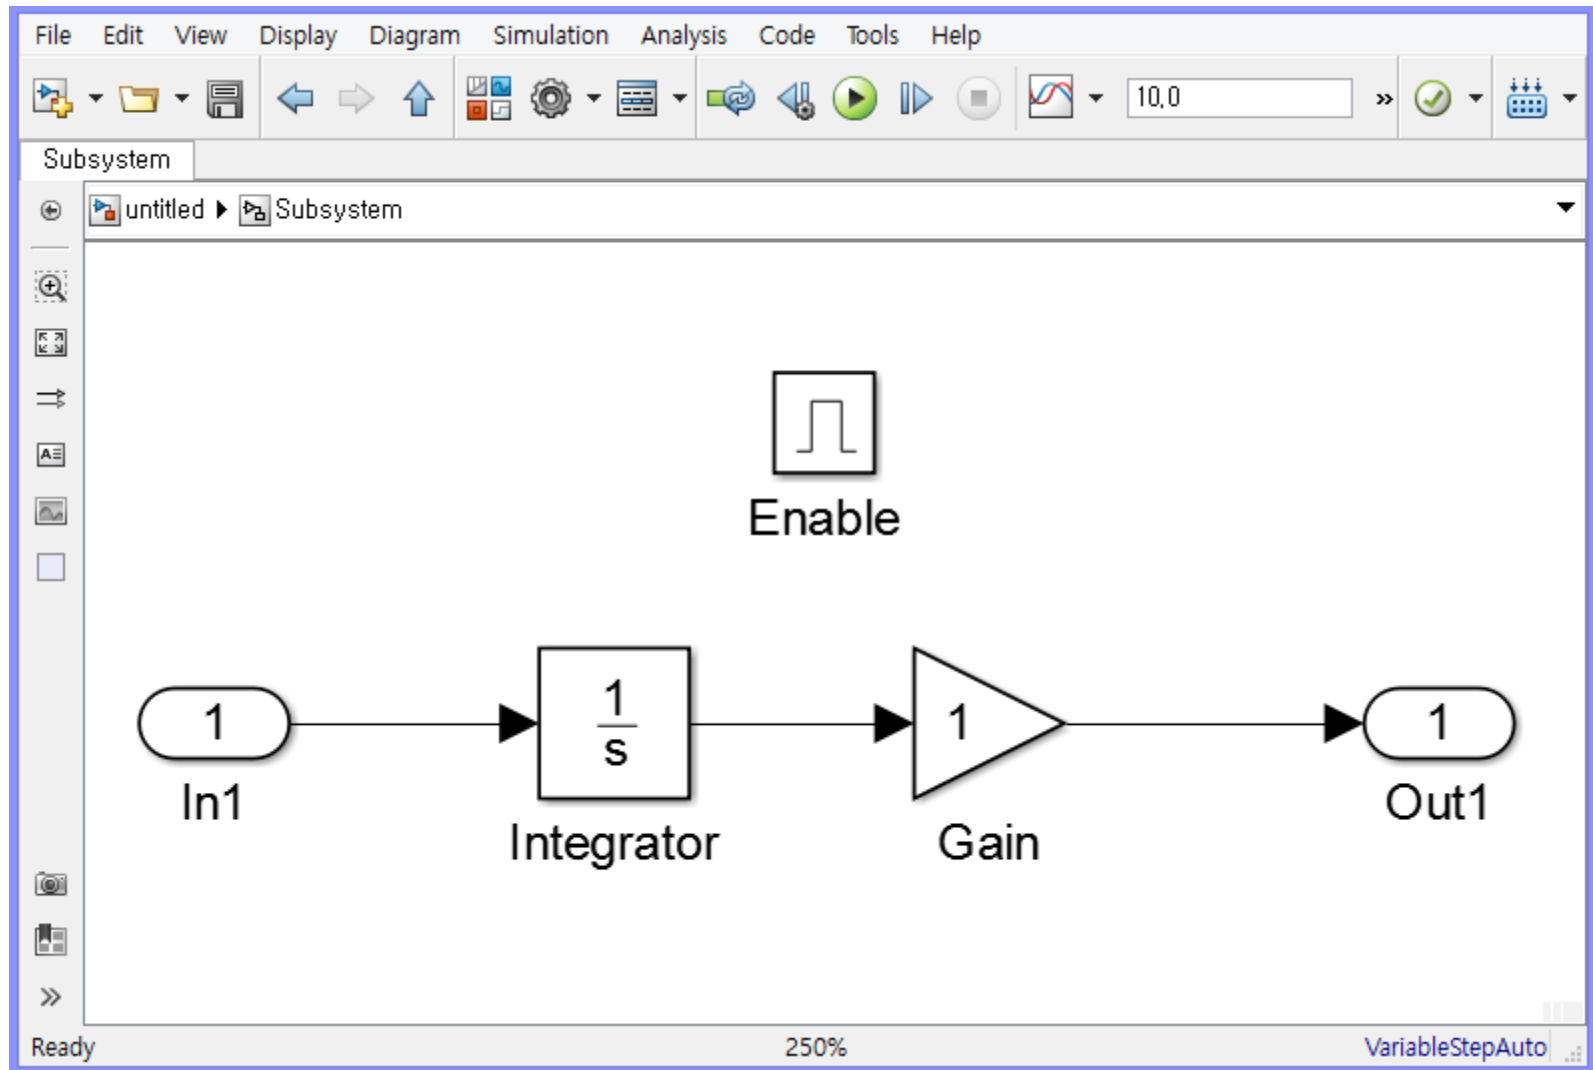 File Edit View Display Diagram Simulation Analysis Code Tools Help
10,0 »
Subsystem
untitled Subsystem
Enable
1 1/s 1 1
In1 Integrator Gain Out1
Ready 250% VariableStepAuto